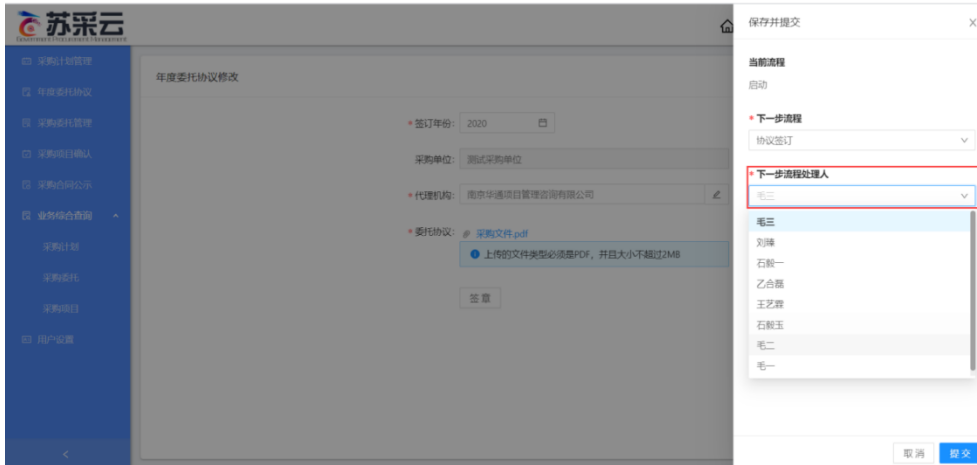 苏采云
Government Procurement Management
采购计划管理
年度委托协议
采购委托管理
采购项目确认
采购合同公示
业务综合查询
采购计划
采购委托
采购项目
用户设置
年度委托协议修改
* 签订年份: 2020
采购单位: 测试采购单位
* 代理机构: 南京华通项目管理咨询有限公司
* 委托协议: 采购文件.pdf
上传的文件类型必须是PDF，并且大小不超过2MB
签 章
保存并提交
当前流程
启动
* 下一步流程
协议签订
* 下一步流程处理人
毛三
毛三
刘臻
石毅一
乙合磊
王艺霖
石毅玉
毛二
毛一
取 消
提 交